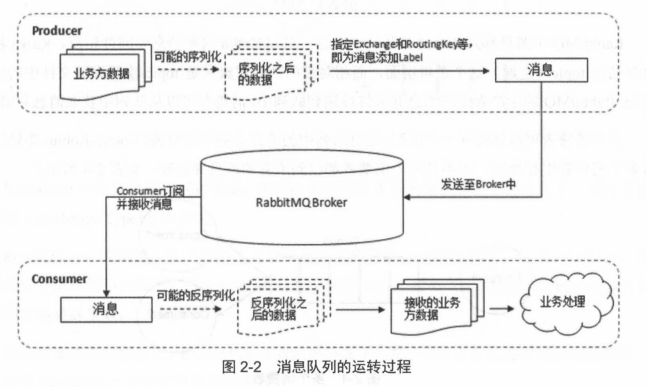 Producer
业务方数据
可能的序列化
序列化之后
的数据
指定Exchange和RoutingKey等,
即为消息添加Label
消息
RabbitMQ Broker
发送至Broker中
Consumer订阅
并接收消息
Consumer
消息
可能的反序列化
反序列化之
后的数据
接收的业务
方数据
业务处理
图 2-2 消息队列的运转过程